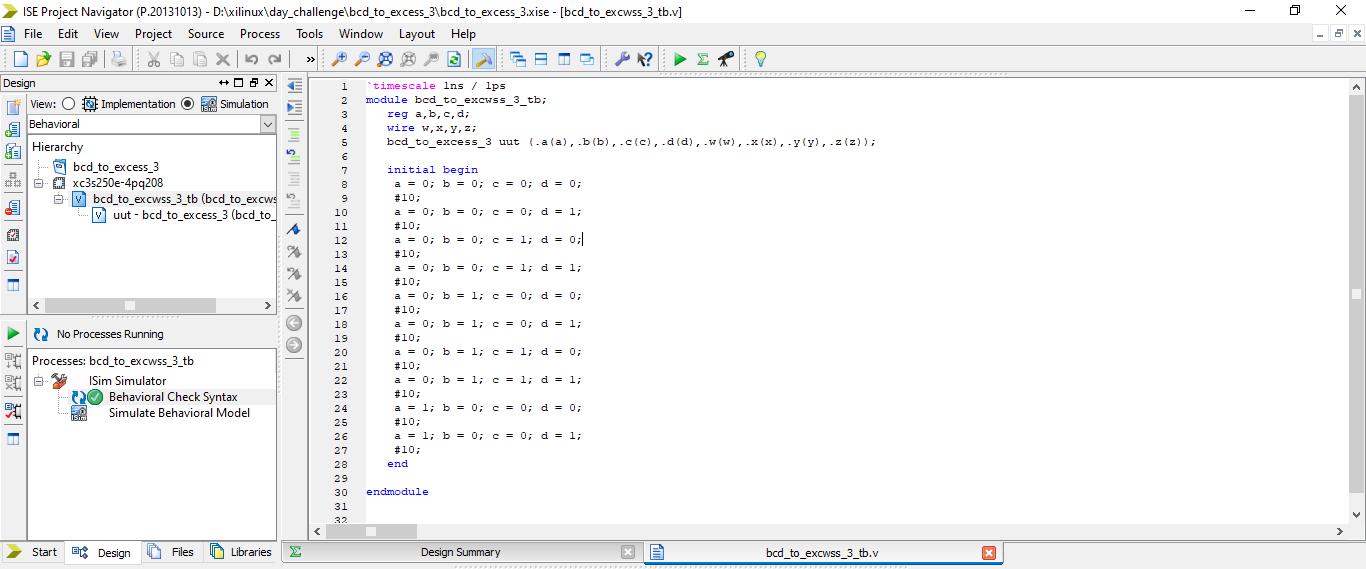 ISE Project Navigator (P.20131013) - D:\xilinux\day_challenge\bcd_to_excess_3\bcd_to_excess_3.xise - [bcd_to_excwss_3_tb.v]
File Edit View Project Source Process Tools Window Layout Help
Design
View: Implementation Simulation
Behavioral
Hierarchy
bcd_to_excess_3
xc3s250e-4pq208
bcd_to_excwss_3_tb (bcd_to_excws
uut - bcd_to_excess_3 (bcd_to_
No Processes Running
Processes: bcd_to_excwss_3_tb
ISim Simulator
Behavioral Check Syntax
Simulate Behavioral Model
Start Design Files Libraries
1 `timescale 1ns / 1ps
2 module bcd_to_excwss_3_tb;
3 reg a,b,c,d;
4 wire w,x,y,z;
5 bcd_to_excess_3 uut (.a(a),.b(b),.c(c),.d(d),.w(w),.x(x),.y(y),.z(z));
6
7 initial begin
8 a = 0; b = 0; c = 0; d = 0;
9 #10;
10 a = 0; b = 0; c = 0; d = 1;
11 #10;
12 a = 0; b = 0; c = 1; d = 0;
13 #10;
14 a = 0; b = 0; c = 1; d = 1;
15 #10;
16 a = 0; b = 1; c = 0; d = 0;
17 #10;
18 a = 0; b = 1; c = 0; d = 1;
19 #10;
20 a = 0; b = 1; c = 1; d = 0;
21 #10;
22 a = 0; b = 1; c = 1; d = 1;
23 #10;
24 a = 1; b = 0; c = 0; d = 0;
25 #10;
26 a = 1; b = 0; c = 0; d = 1;
27 #10;
28 end
29
30 endmodule
31
32
Design Summary
bcd_to_excwss_3_tb.v